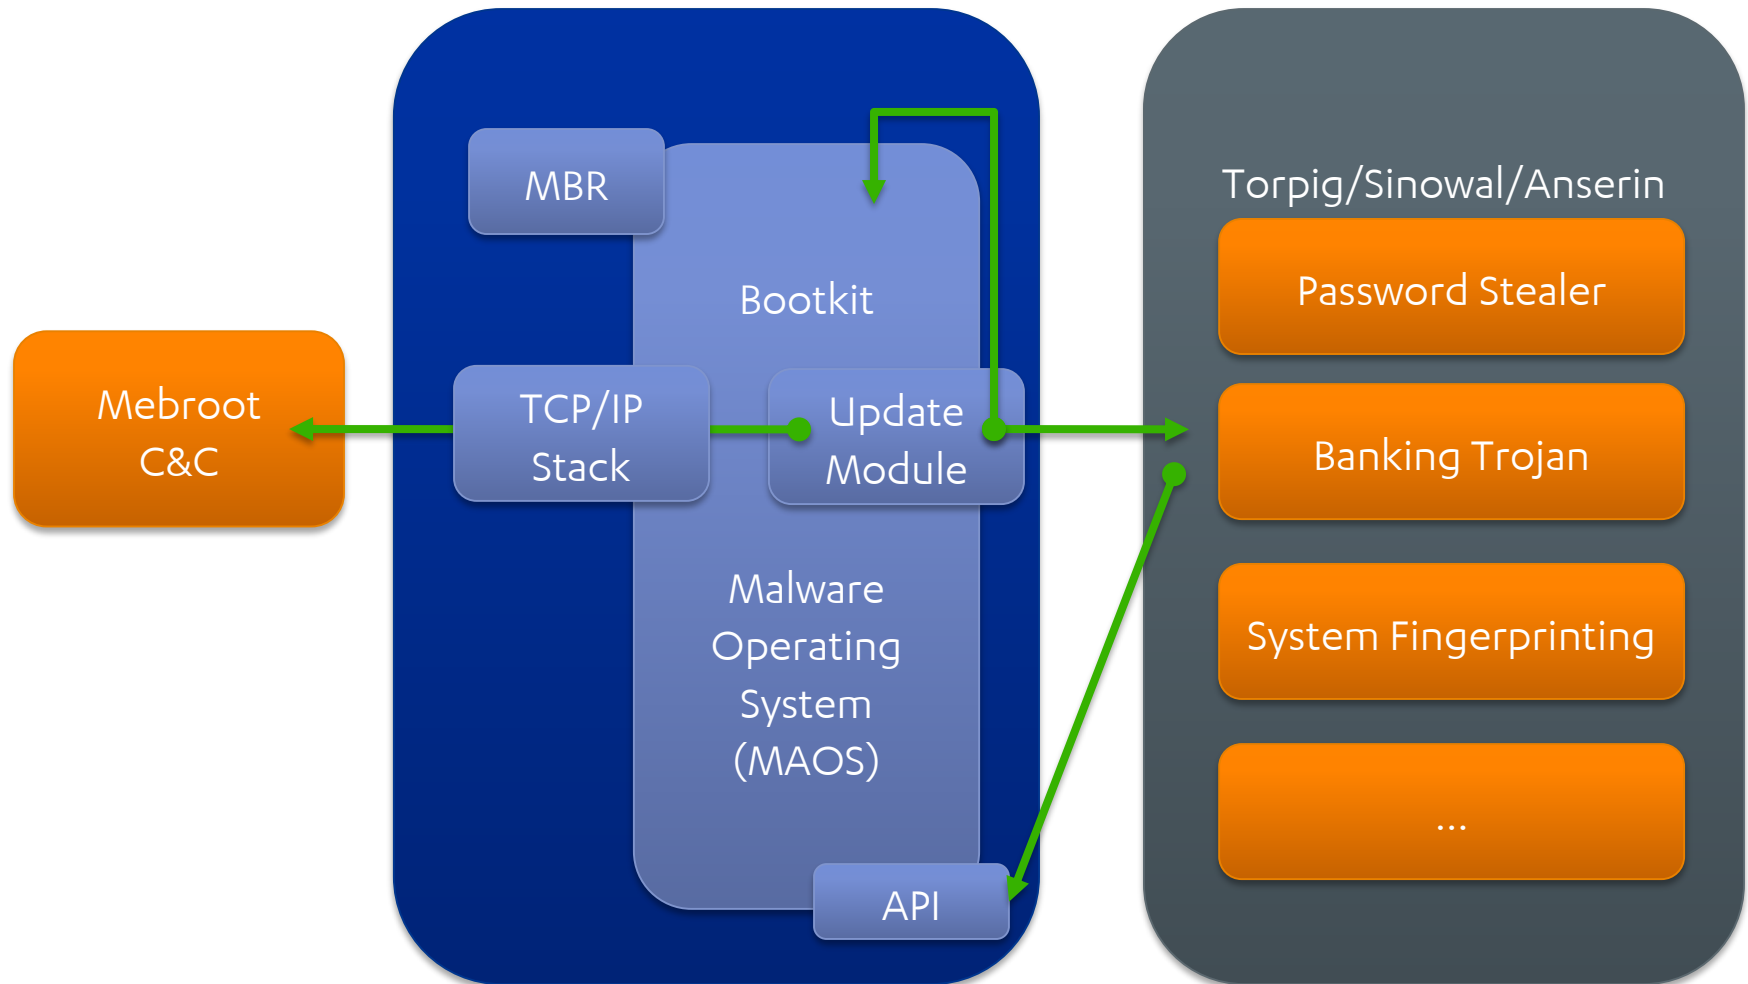 Mebroot
C&C
MBR
Bootkit
TCP/IP
Stack
Update
Module
Malware
Operating
System
(MAOS)
API
Torpig/Sinowal/Anserin
Password Stealer
Banking Trojan
System Fingerprinting
...